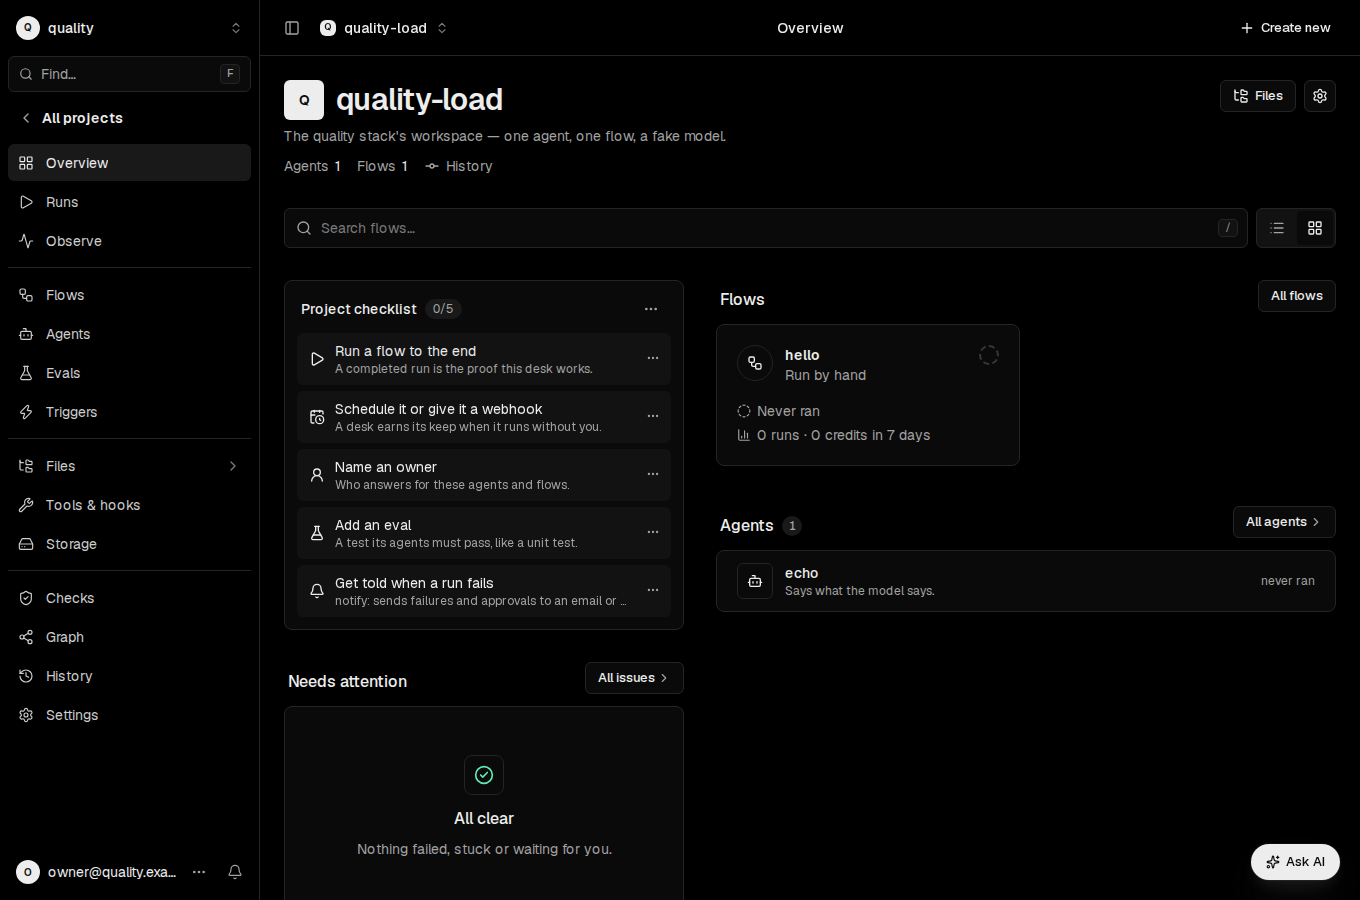 Q quality
Find... F
All projects
Overview
Runs
Observe
Flows
Agents
Evals
Triggers
Files
Tools & hooks
Storage
Checks
Graph
History
Settings
O owner@quality.exa...
Q quality-load
Overview
Create new
Q quality-load
Files
The quality stack's workspace — one agent, one flow, a fake model.
Agents 1 Flows 1 History
Search flows... /
Project checklist 0/5
Run a flow to the end
A completed run is the proof this desk works.
Schedule it or give it a webhook
A desk earns its keep when it runs without you.
Name an owner
Who answers for these agents and flows.
Add an eval
A test its agents must pass, like a unit test.
Get told when a run fails
notify: sends failures and approvals to an email or ...
Needs attention
All issues
All clear
Nothing failed, stuck or waiting for you.
Flows
All flows
hello
Run by hand
Never ran
0 runs · 0 credits in 7 days
Agents 1
All agents
echo
Says what the model says.
never ran
Ask AI